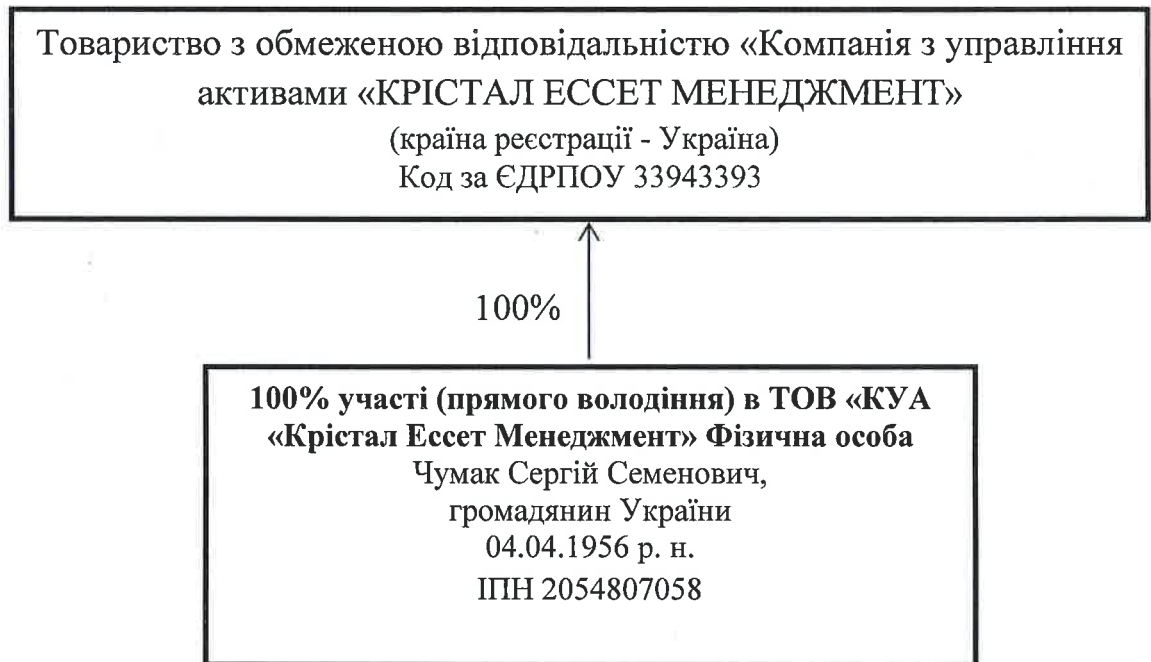 Товариство з обмеженою відповідальністю «Компанія з управління
активами «КРІСТАЛ ЕССЕТ МЕНЕДЖМЕНТ»
(країна реєстрації - Україна)
Код за ЄДРПОУ 33943393
100%
100% участі (прямого володіння) в ТОВ «КУА
«Крістал Ессет Менеджмент» Фізична особа
Чумак Сергій Семенович,
громадянин України
04.04.1956 р. н.
ІПН 2054807058